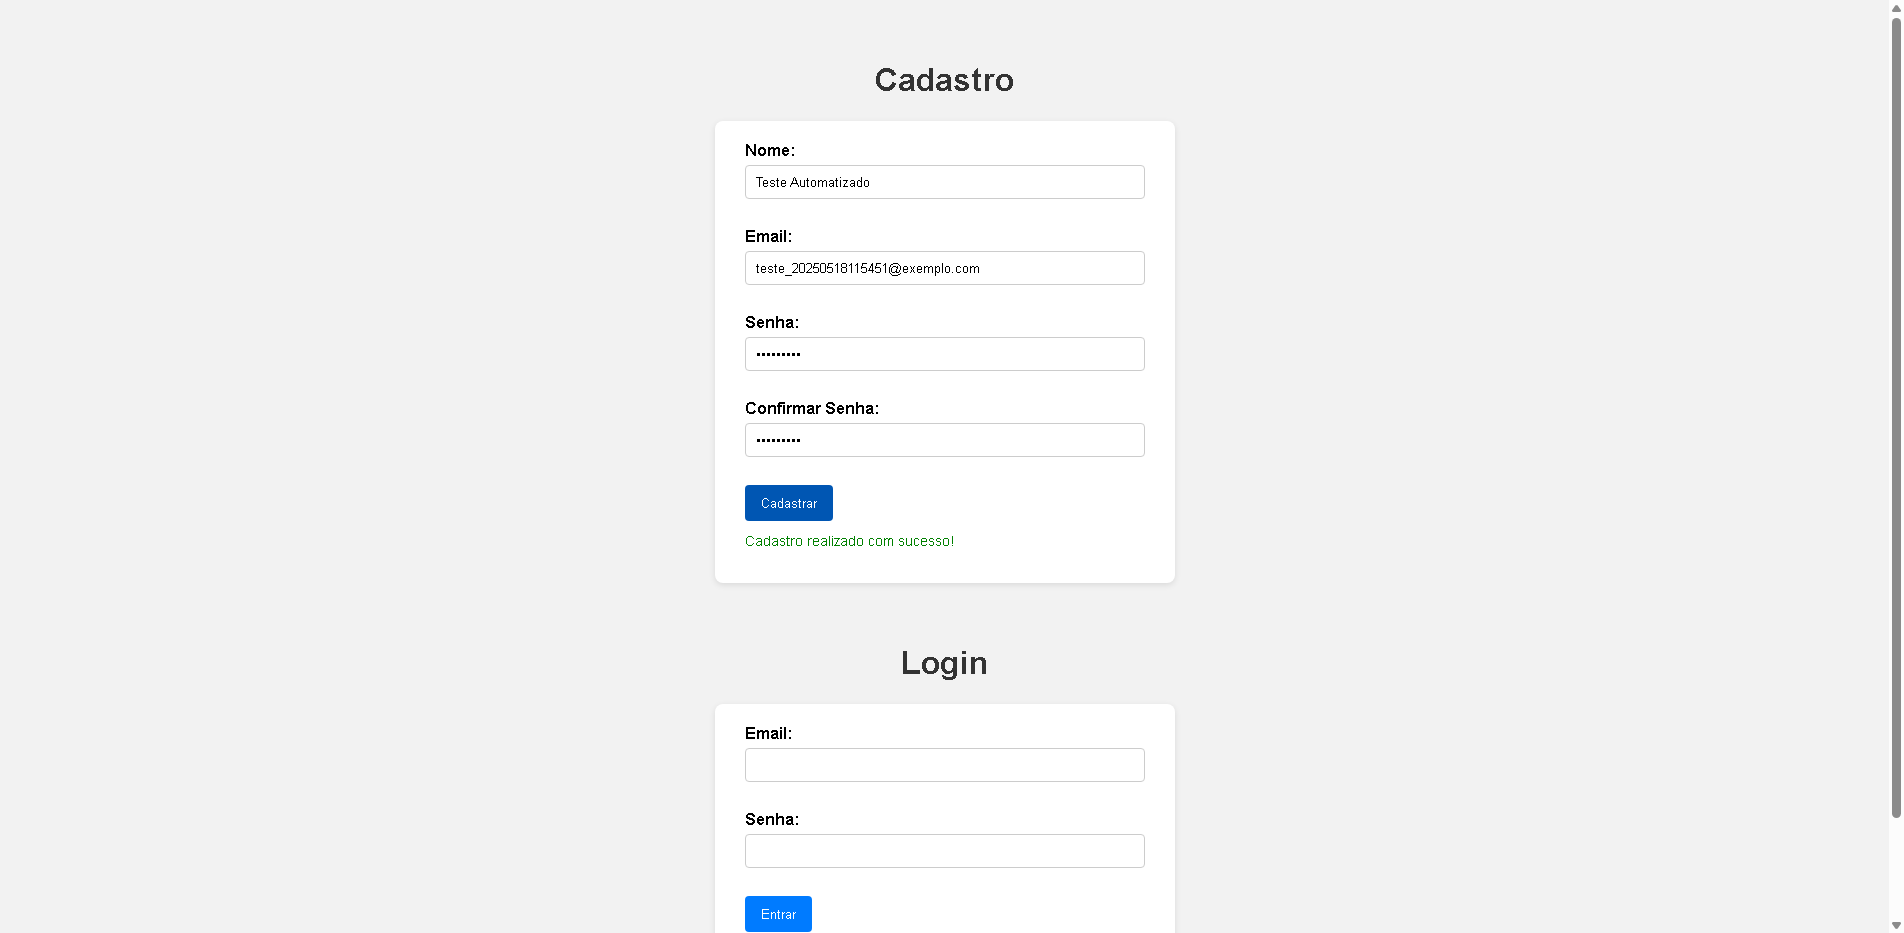 Cadastro
Nome:
Teste Automatizado
Email:
teste_20250518115451@exemplo.com
Senha:
•••••••••
Confirmar Senha:
•••••••••
Cadastrar
Cadastro realizado com sucesso!
Login
Email:
Senha:
Entrar